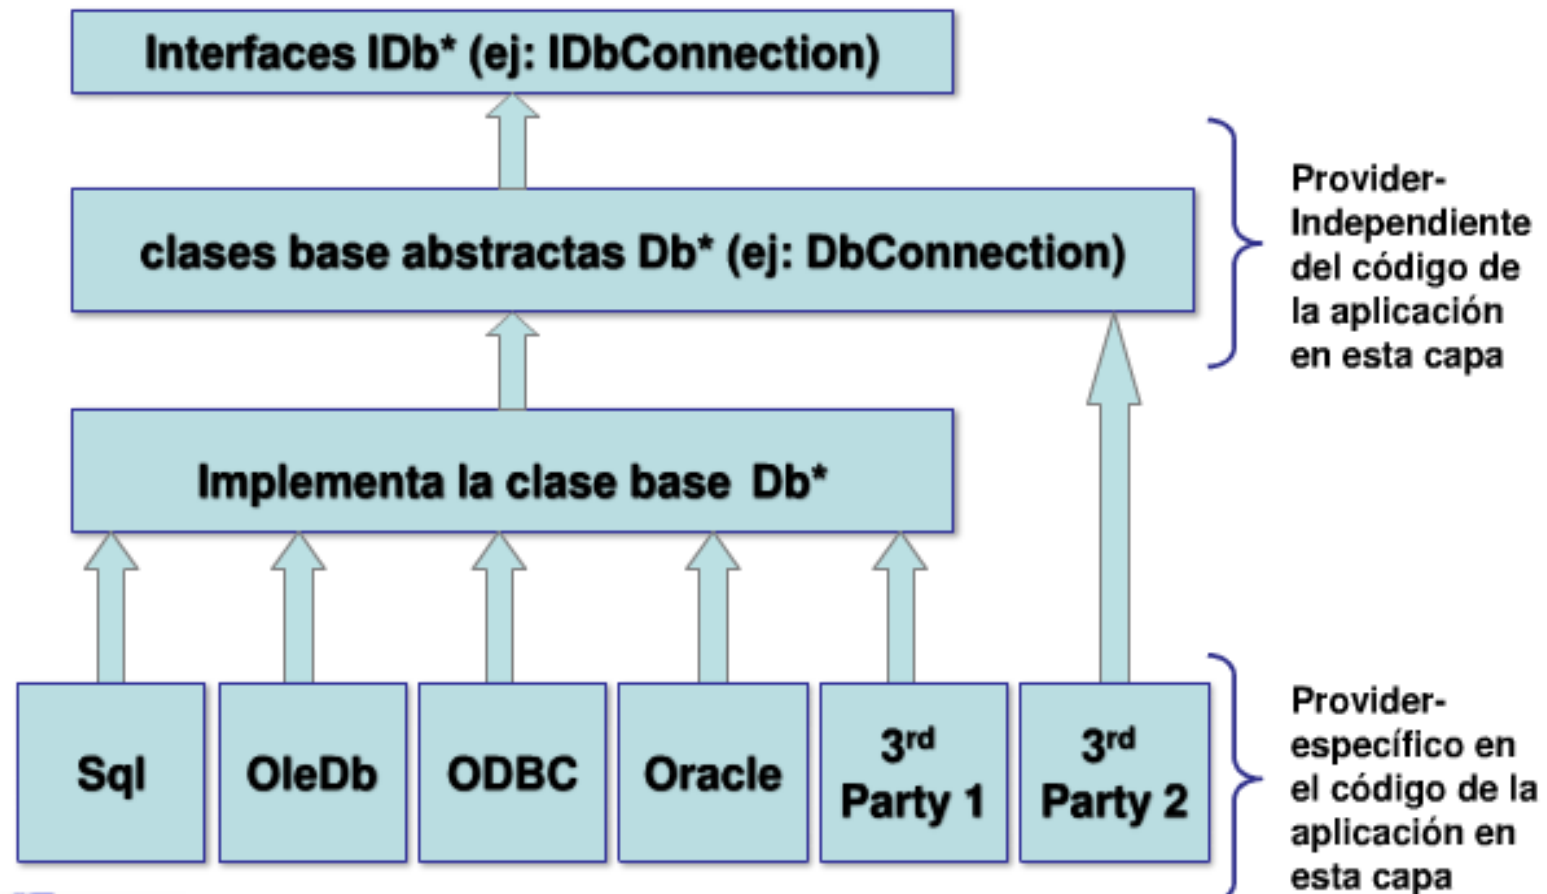 Interfaces IDb* (ej: IDbConnection)
clases base abstractas Db* (ej: DbConnection)
Provider-
Independiente
del código de
la aplicación
en esta capa
Implementa la clase base Db*
Sql
OleDb
ODBC
Oracle
3rd
Party 1
3rd
Party 2
Provider-
específico en
el código de la
aplicación en
esta capa